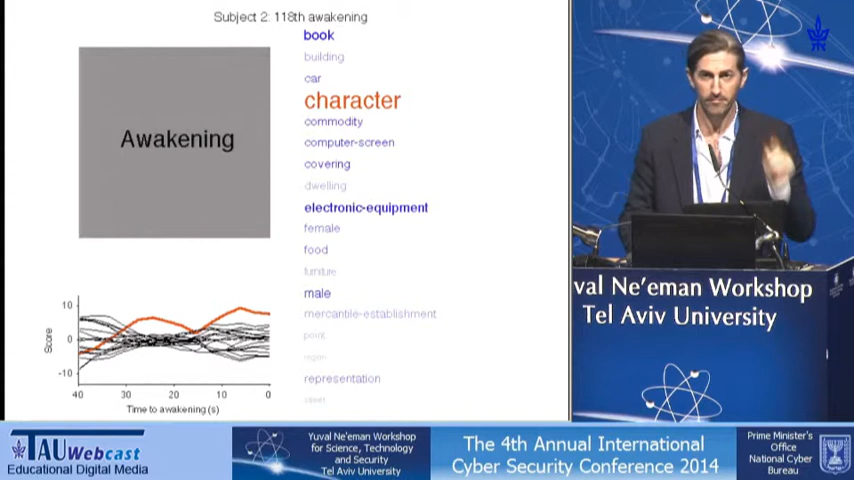 Subject 2: 118th awakening
Awakening
book
building
car
character
commodity
computer-screen
covering
dwelling
electronic-equipment
female
food
furniture
male
mercantile-establishment
point
region
representation
Score
10
0
-10
40
30
20
10
0
Time to awakening (s)
val Ne'eman Workshop
Tel Aviv University
TAU Webcast
Educational Digital Media
Yuval Ne'eman Workshop
for Science, Technology
and Security
Tel Aviv University
The 4th Annual International
Cyber Security Conference 2014
Prime Minister's
Office
National Cyber
Bureau